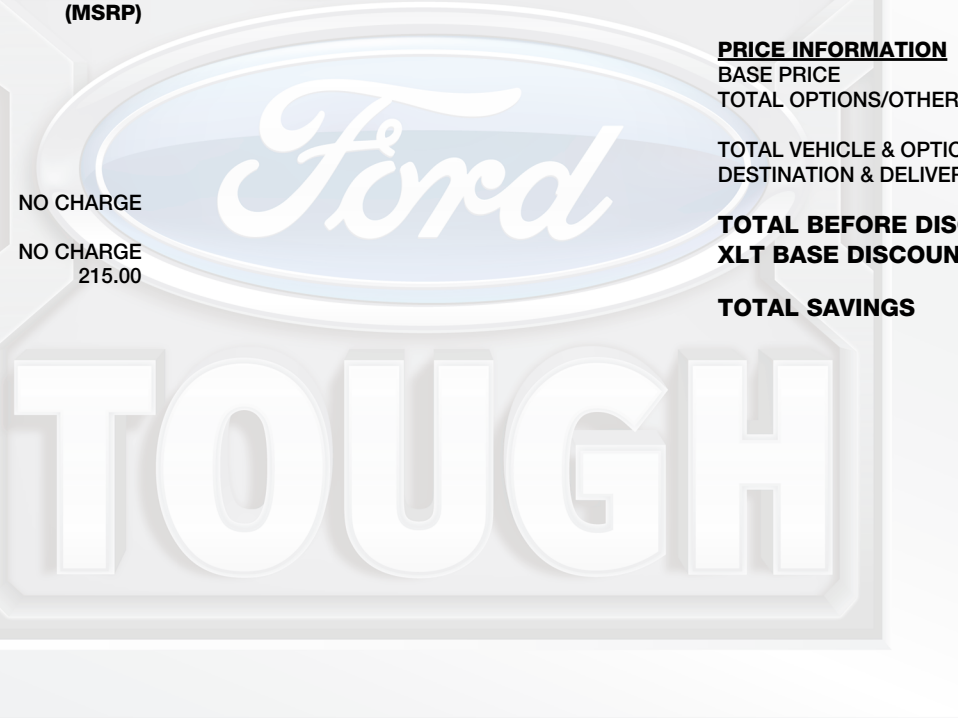 (MSRP)
NO CHARGE
NO CHARGE
215.00
Ford
TOUGH
PRICE INFORMATION
BASE PRICE
TOTAL OPTIONS/OTHER
TOTAL VEHICLE & OPTIO
DESTINATION & DELIVER
TOTAL BEFORE DISC
XLT BASE DISCOUN
TOTAL SAVINGS